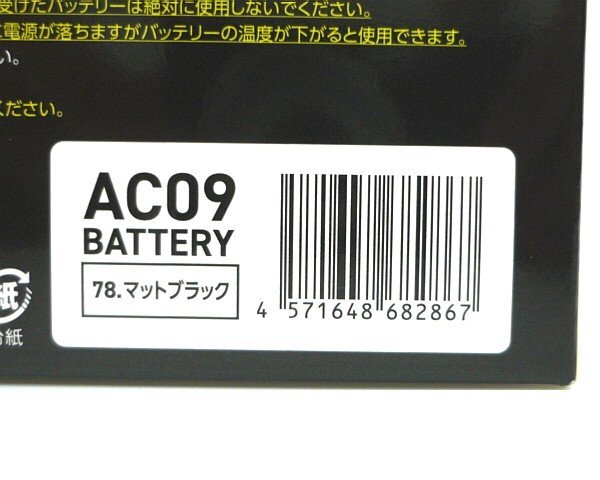 受けたバッテリーは絶対に使用しないでください。
に電源が落ちますがバッテリーの温度が下がると使用できます。
い。
ください。
AC09
BATTERY
78.マットブラック
4 571648 682867
紙